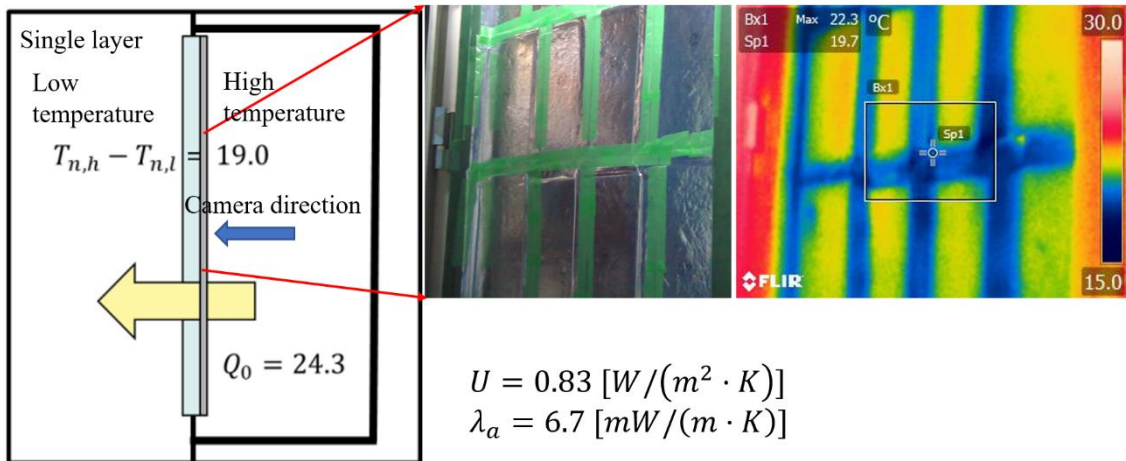 Single layer
Low
temperature
High
temperature
T_{n,h} − T_{n,l} = 19.0
Camera direction
Q_0 = 24.3
Bx1 Max 22.3 °C
Sp1 19.7
30.0
Bx1
Sp1
FLIR
15.0
U = 0.83 [W/(m² · K)]
λ_a = 6.7 [mW/(m · K)]